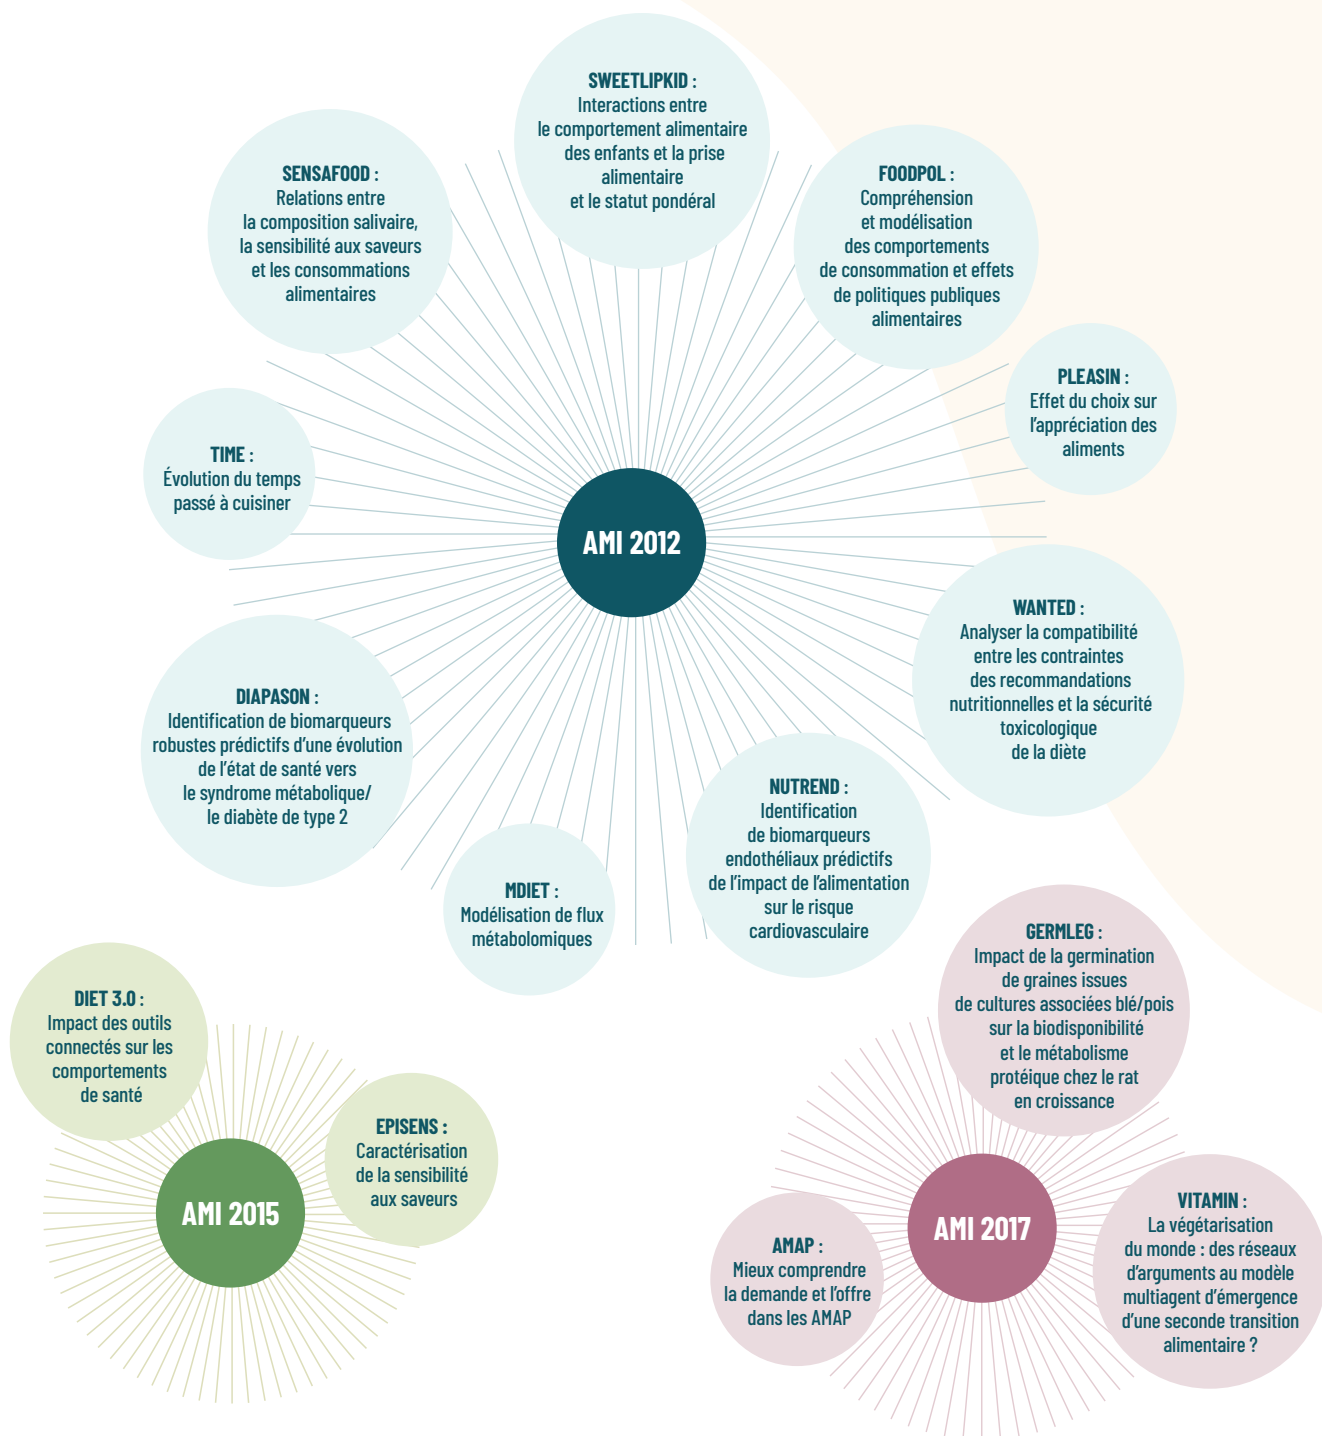 SWEETLIPKID :
Interactions entre
le comportement alimentaire
des enfants et la prise
alimentaire
et le statut pondéral
SENSAFOOD :
Relations entre
la composition salivaire,
la sensibilité aux saveurs
et les consommations
alimentaires
FOODPOL :
Compréhension
et modélisation
des comportements
de consommation et effets
de politiques publiques
alimentaires
PLEASIN :
Effet du choix sur
l’appréciation des
aliments
TIME :
Évolution du temps
passé à cuisiner
AMI 2012
WANTED :
Analyser la compatibilité
entre les contraintes
des recommandations
nutritionnelles et la sécurité
toxicologique
de la diète
DIAPASON :
Identification de biomarqueurs
robustes prédictifs d’une évolution
de l’état de santé vers
le syndrome métabolique/
le diabète de type 2
NUTREND :
Identification
de biomarqueurs
endothéliaux prédictifs
de l’impact de l’alimentation
sur le risque
cardiovasculaire
MDIET :
Modélisation de flux
métabolomiques
DIET 3.0 :
Impact des outils
connectés sur les
comportements
de santé
EPISENS :
Caractérisation
de la sensibilité
aux saveurs
AMI 2015
GERMLEG :
Impact de la germination
de graines issues
de cultures associées blé/pois
sur la biodisponibilité
et le métabolisme
protéique chez le rat
en croissance
AMI 2017
AMAP :
Mieux comprendre
la demande et l’offre
dans les AMAP
VITAMIN :
La végétarisation
du monde : des réseaux
d’arguments au modèle
multiagent d’émergence
d’une seconde transition
alimentaire ?